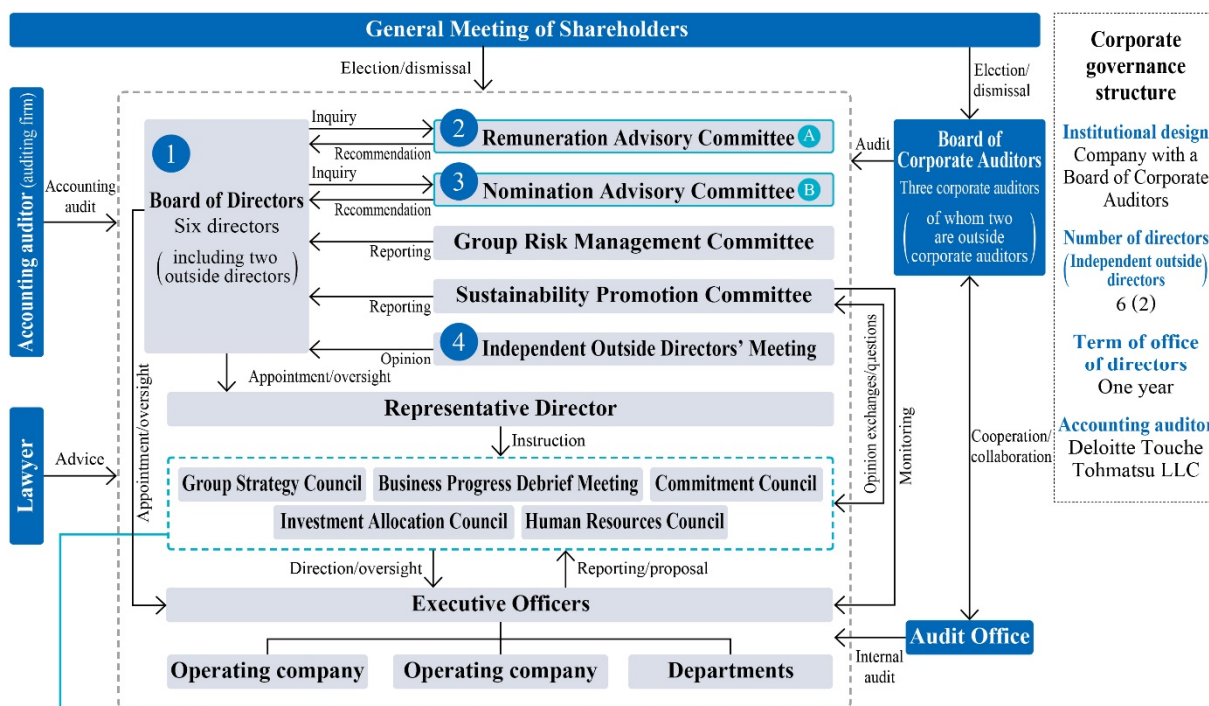 General Meeting of Shareholders
Election/dismissal
Election/
dismissal
Accounting auditor (auditing firm)
Accounting
audit
Lawyer
Advice
1
Board of Directors
Six directors
(including two
outside directors)
Inquiry
Recommendation
2
Remuneration Advisory Committee A
Inquiry
Recommendation
3
Nomination Advisory Committee B
Reporting
Group Risk Management Committee
Reporting
Sustainability Promotion Committee
Opinion
4
Independent Outside Directors’ Meeting
Audit
Board of
Corporate Auditors
Three corporate auditors
(of whom two
are outside
corporate auditors)
Appointment/oversight
Appointment/oversight
Representative Director
Instruction
Group Strategy Council
Business Progress Debrief Meeting
Commitment Council
Investment Allocation Council
Human Resources Council
Opinion exchanges/questions
Monitoring
Cooperation/
collaboration
Direction/oversight
Reporting/proposal
Executive Officers
Operating company
Operating company
Departments
Internal
audit
Audit Office
Corporate
governance
structure
Institutional design
Company with a
Board of Corporate
Auditors
Number of directors
(Independent outside
directors)
6 (2)
Term of office
of directors
One year
Accounting auditor
Deloitte Touche
Tohmatsu LLC